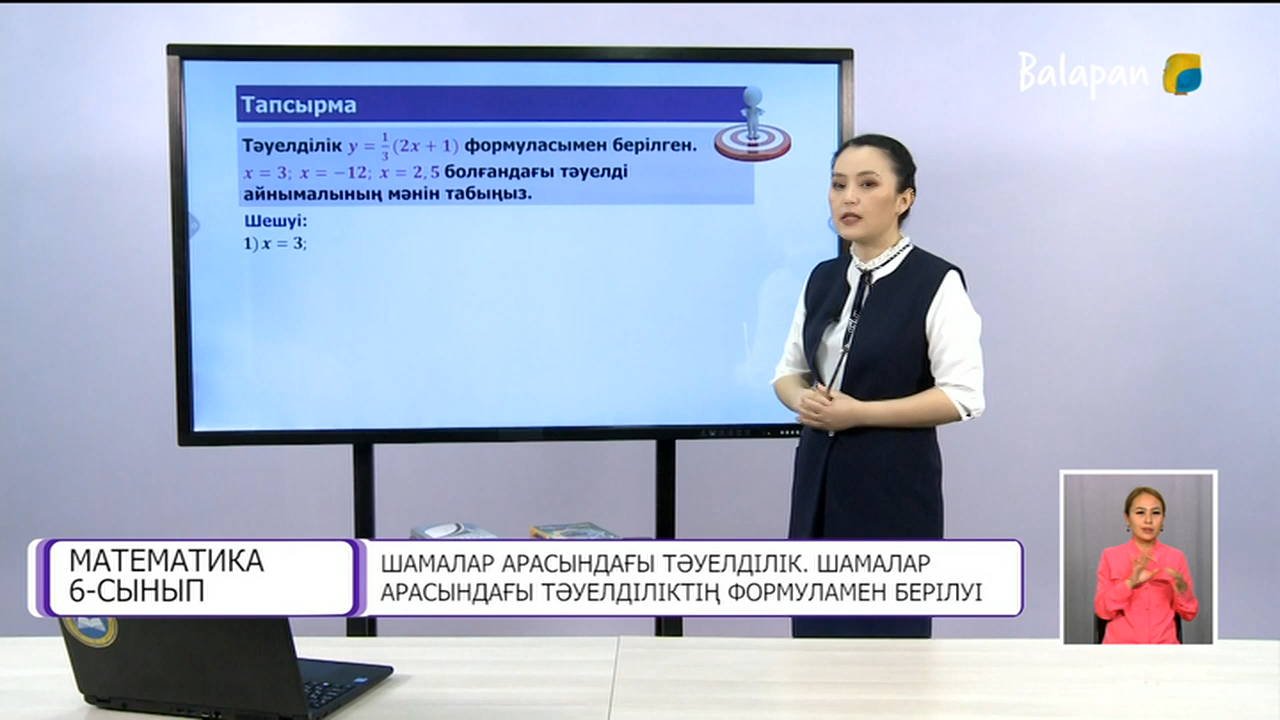 Balapan
Тапсырма
Тәуелділік y = 1/3 (2x + 1) формуласымен берілген.
x = 3; x = −12; x = 2,5 болғандағы тәуелді
айнымалының мәнін табыңыз.
Шешуі:
1) x = 3;
МАТЕМАТИКА
6-СЫНЫП
ШАМАЛАР АРАСЫНДАҒЫ ТӘУЕЛДІЛІК. ШАМАЛАР
АРАСЫНДАҒЫ ТӘУЕЛДІЛІКТІҢ ФОРМУЛАМЕН БЕРІЛУІ